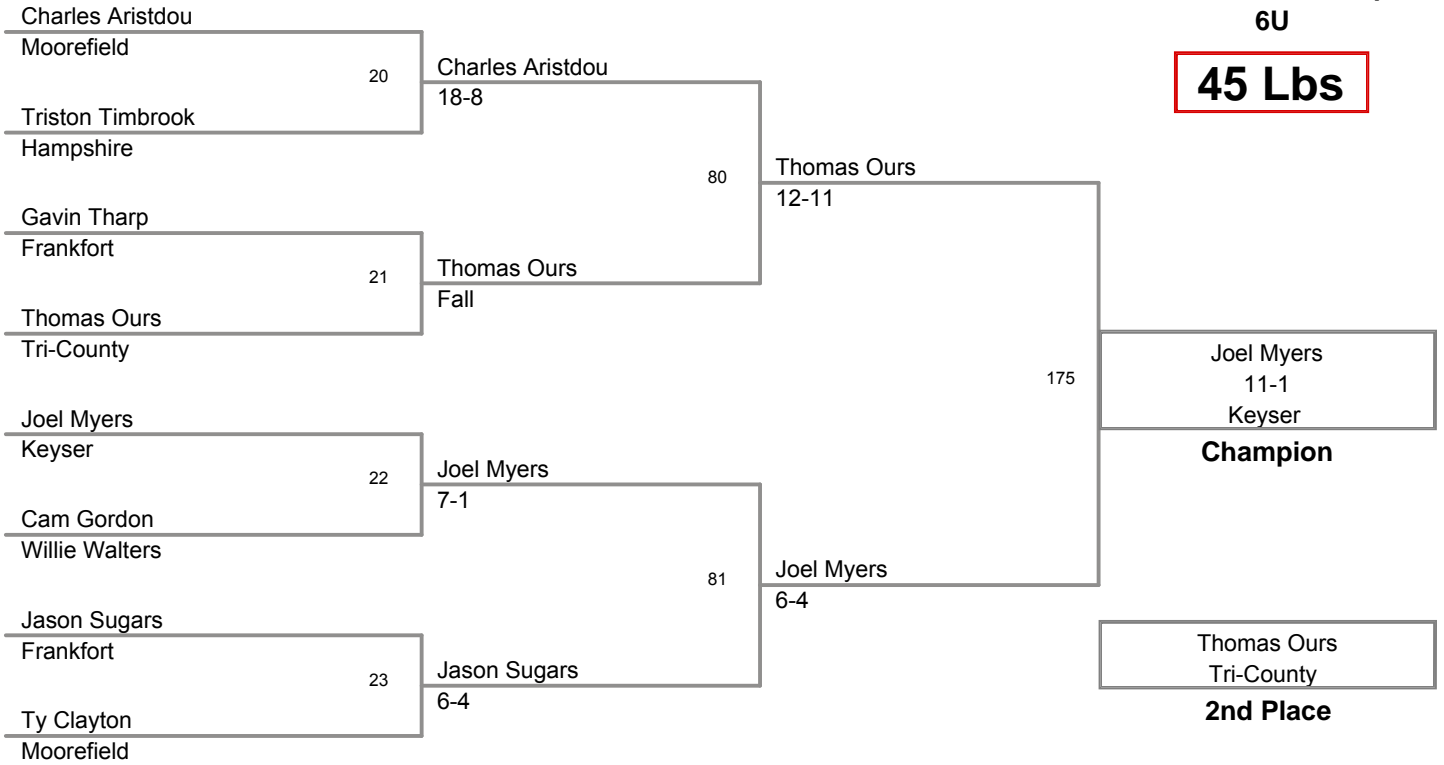 6U
45 Lbs
Charles Aristdou
Moorefield
20
Triston Timbrook
Hampshire
Gavin Tharp
Frankfort
21
Thomas Ours
Tri-County
Joel Myers
Keyser
22
Cam Gordon
Willie Walters
Jason Sugars
Frankfort
23
Ty Clayton
Moorefield
Charles Aristdou
18-8
80
Thomas Ours
Fall
Joel Myers
7-1
81
Jason Sugars
6-4
Thomas Ours
12-11
175
Joel Myers
6-4
Joel Myers
11-1
Keyser
Champion
Thomas Ours
Tri-County
2nd Place